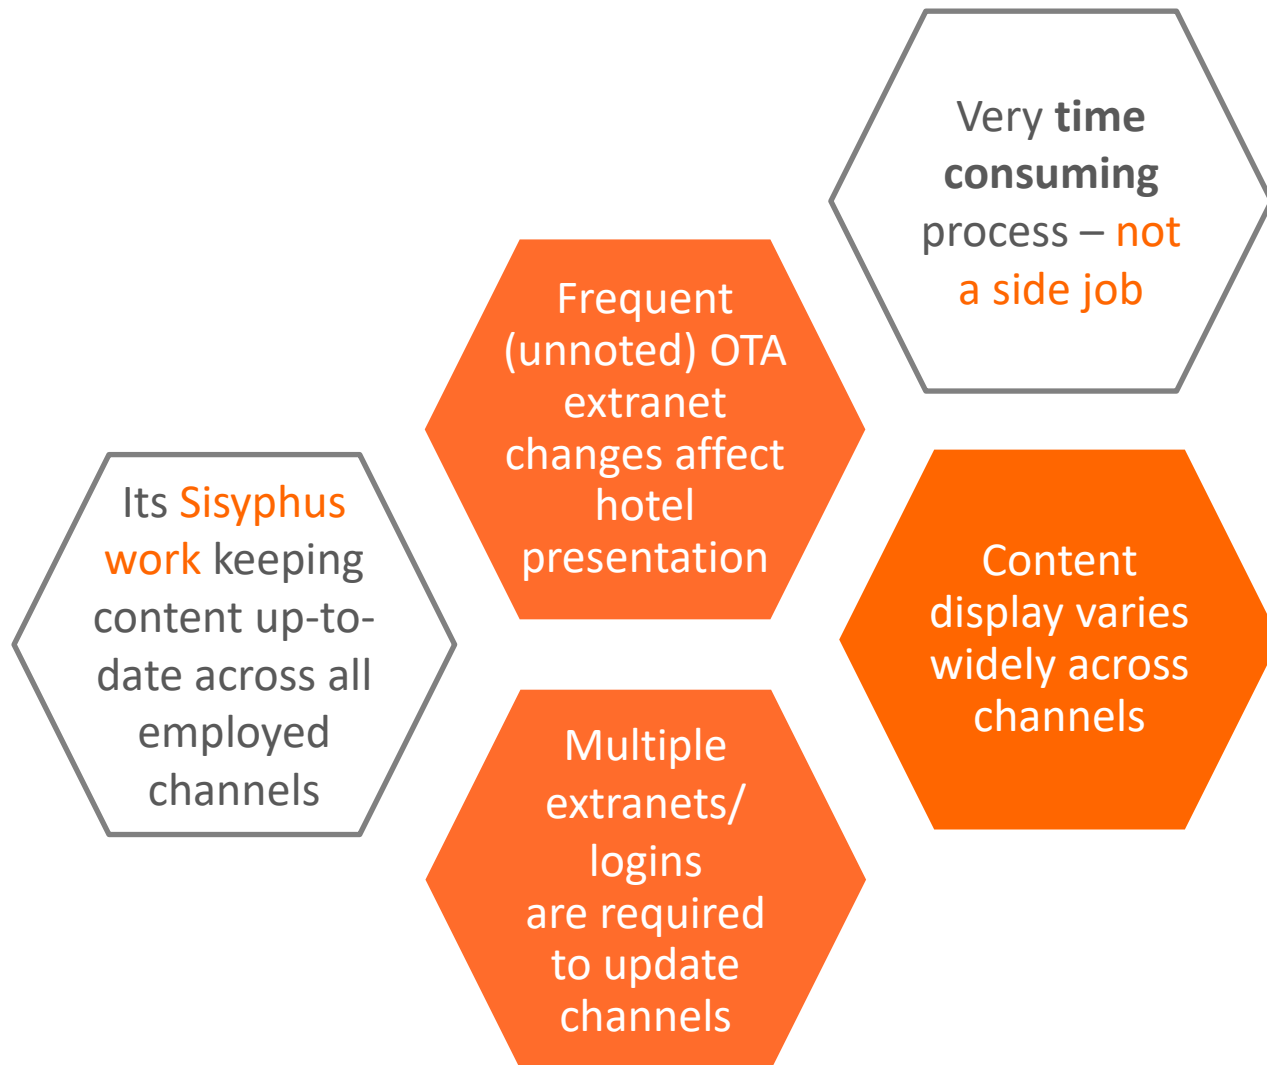 Very time
consuming
process – not
a side job
Frequent
(unnoted) OTA
extranet
changes affect
hotel
presentation
Its Sisyphus
work keeping
content up-to-
date across all
employed
channels
Content
display varies
widely across
channels
Multiple
extranets/
logins
are required
to update
channels